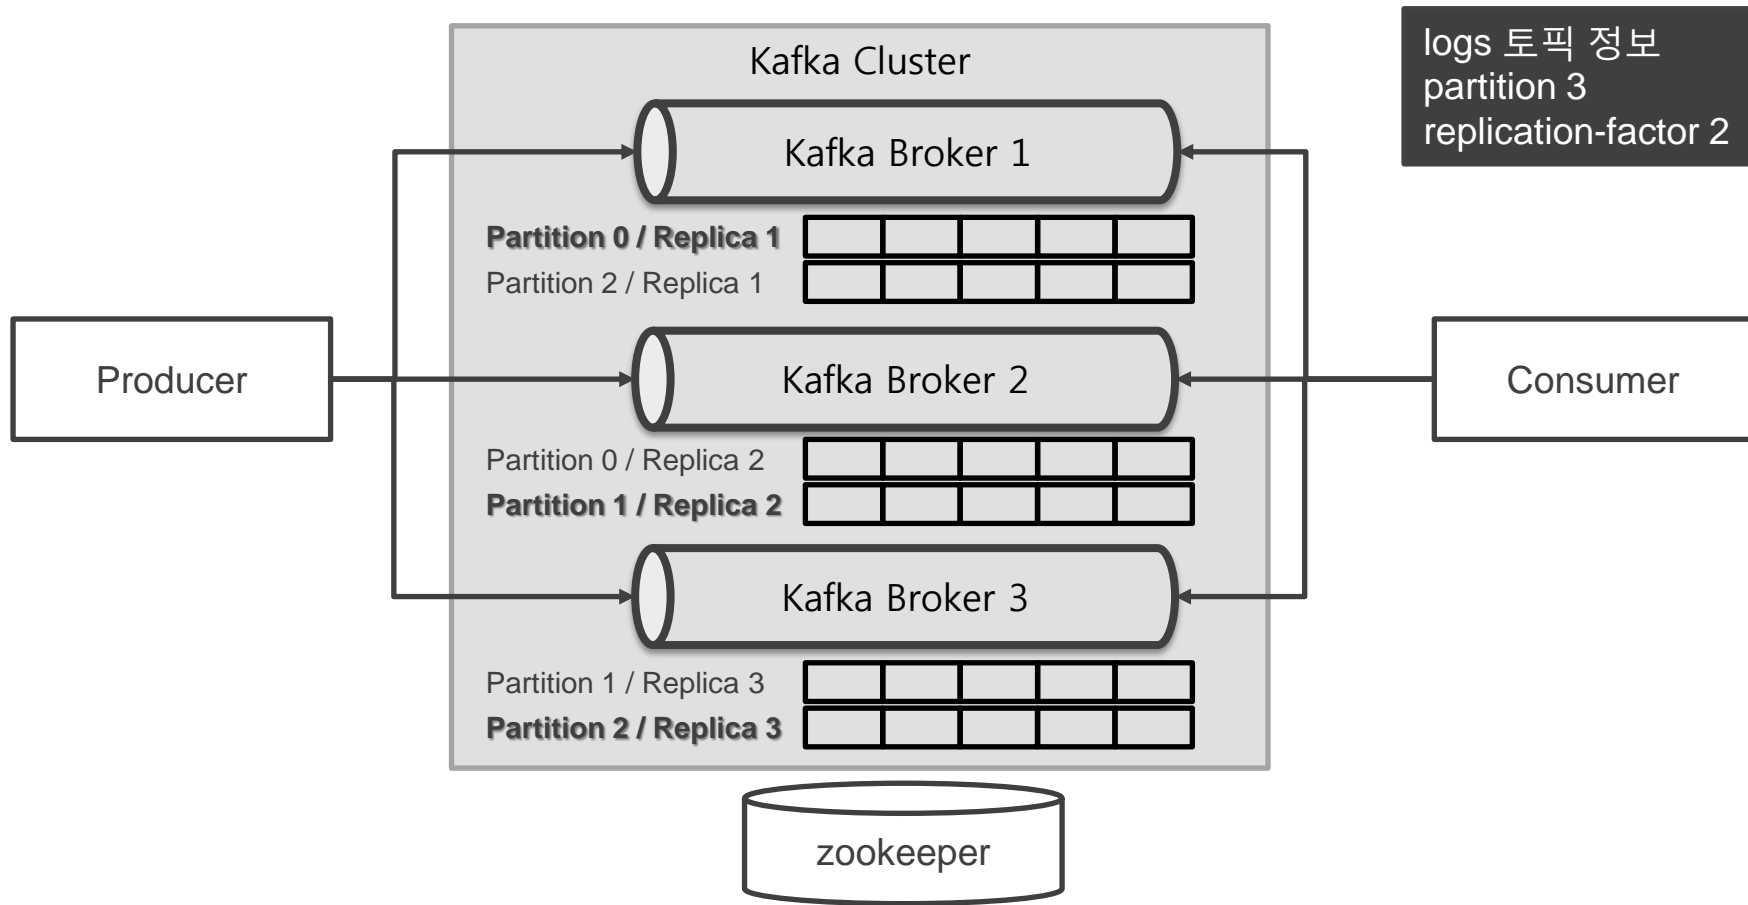 Kafka Cluster
logs 토픽 정보
partition 3
replication-factor 2
Kafka Broker 1
Partition 0 / Replica 1
Partition 2 / Replica 1
Producer
Kafka Broker 2
Consumer
Partition 0 / Replica 2
Partition 1 / Replica 2
Kafka Broker 3
Partition 1 / Replica 3
Partition 2 / Replica 3
zookeeper